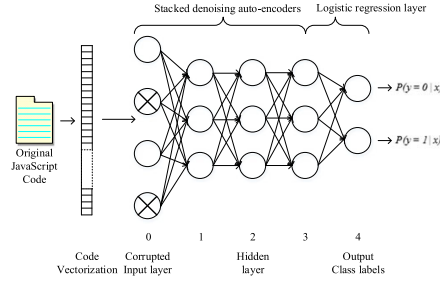 Stacked denoising auto-encoders
Logistic regression layer
P(y = 0 | x)
P(y = 1 | x)
Original
JavaScript
Code
0 1 2 3 4
Code
Vectorization
Corrupted
Input layer
Hidden
layer
Output
Class labels